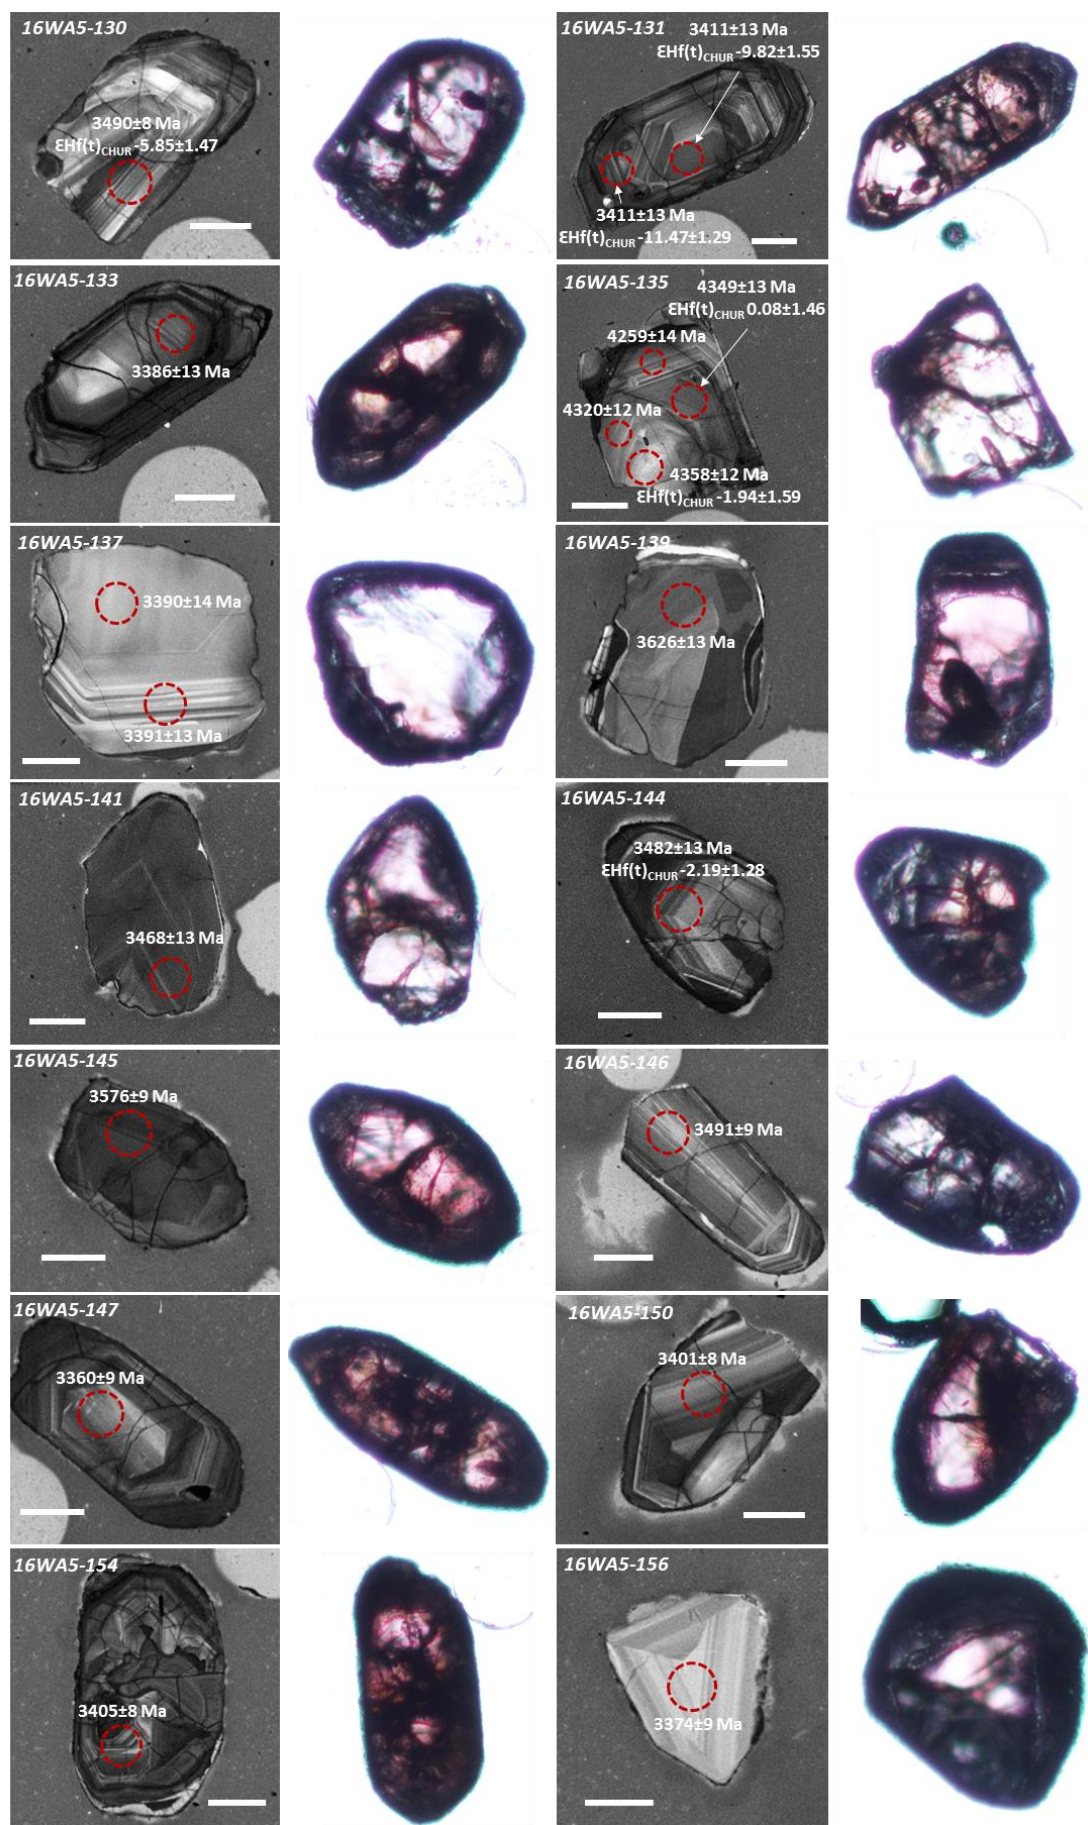 16WA5-130
3490±8 Ma
ƐHf(t)CHUR -5.85±1.47
16WA5-131
3411±13 Ma
ƐHf(t)CHUR -9.82±1.55
3411±13 Ma
ƐHf(t)CHUR -11.47±1.29
16WA5-133
3386±13 Ma
16WA5-135
4349±13 Ma
ƐHf(t)CHUR 0.08±1.46
4259±14 Ma
4320±12 Ma
4358±12 Ma
ƐHf(t)CHUR -1.94±1.59
16WA5-137
3390±14 Ma
3391±13 Ma
16WA5-139
3626±13 Ma
16WA5-141
3468±13 Ma
16WA5-144
3482±13 Ma
ƐHf(t)CHUR -2.19±1.28
16WA5-145
3576±9 Ma
16WA5-146
3491±9 Ma
16WA5-147
3360±9 Ma
16WA5-150
3401±8 Ma
16WA5-154
3405±8 Ma
16WA5-156
3374±9 Ma